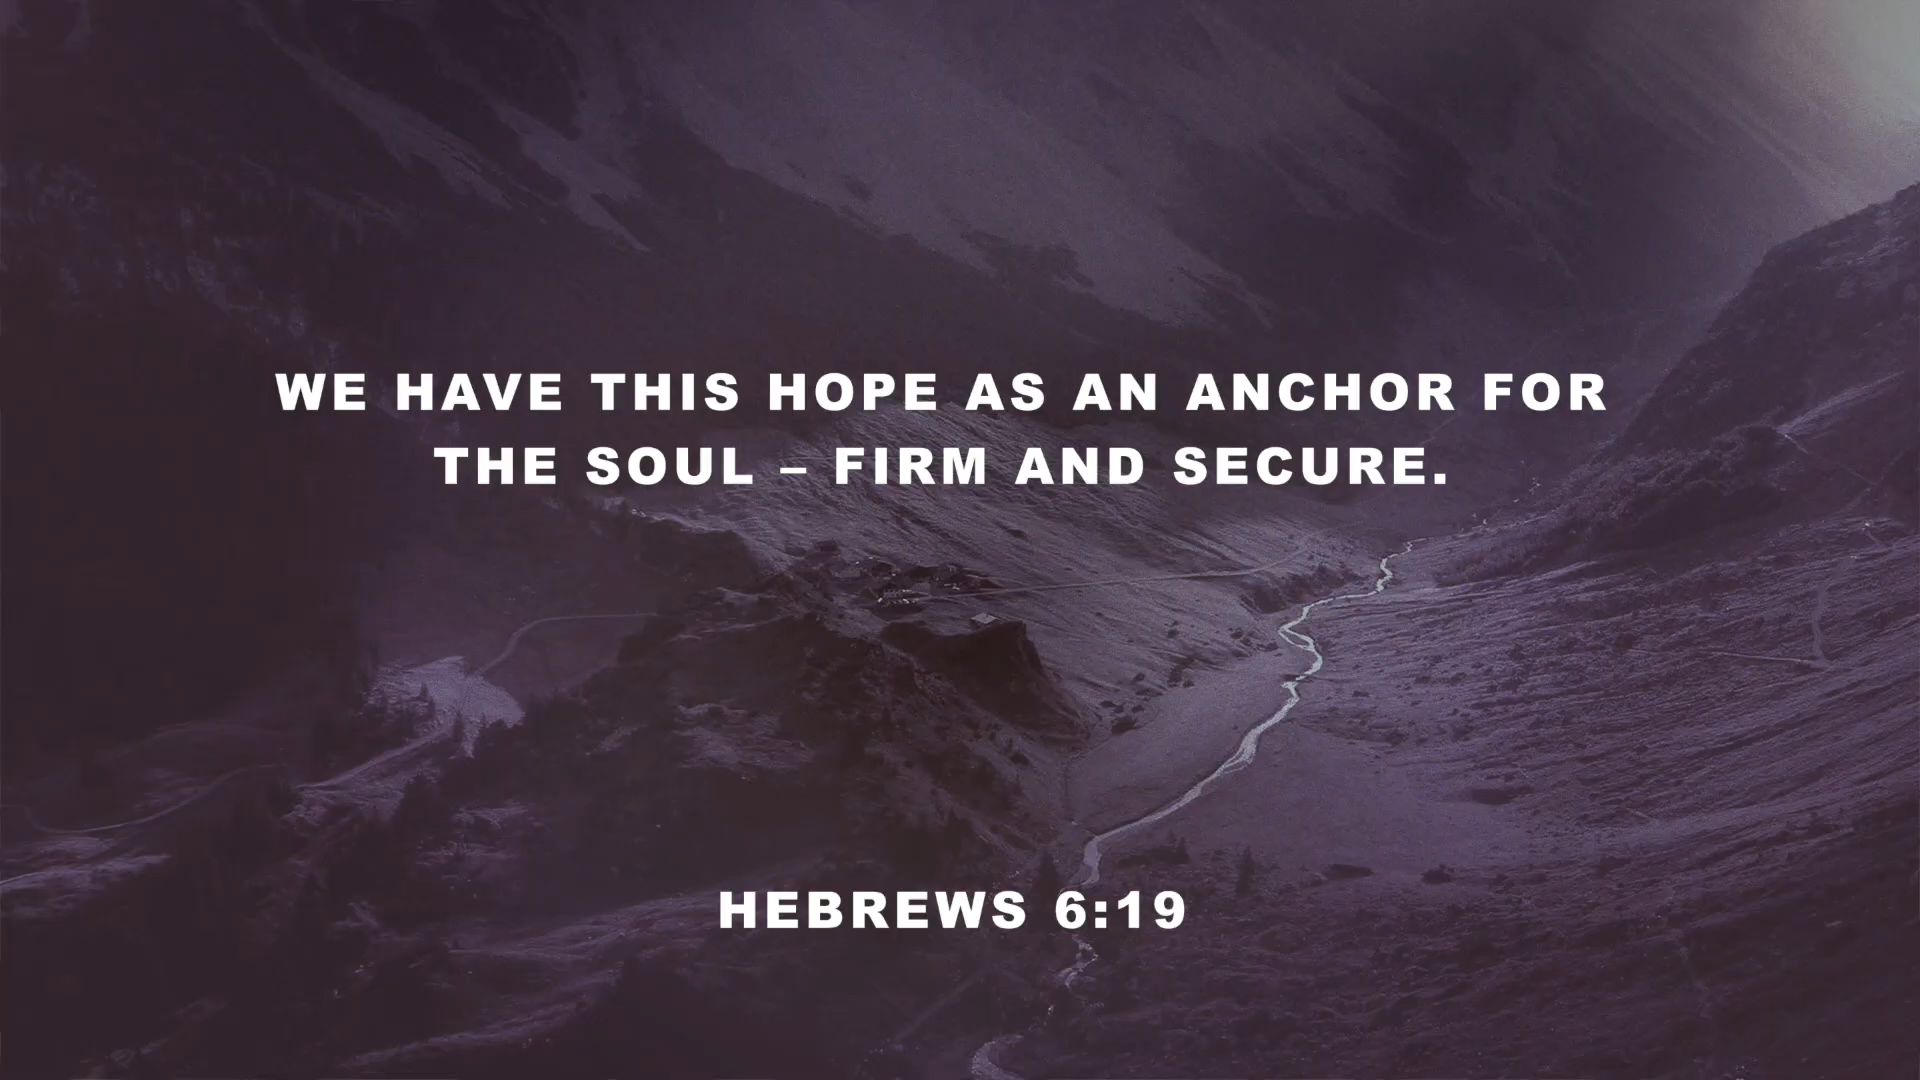 WE HAVE THIS HOPE AS AN ANCHOR FOR
THE SOUL – FIRM AND SECURE.
HEBREWS 6:19